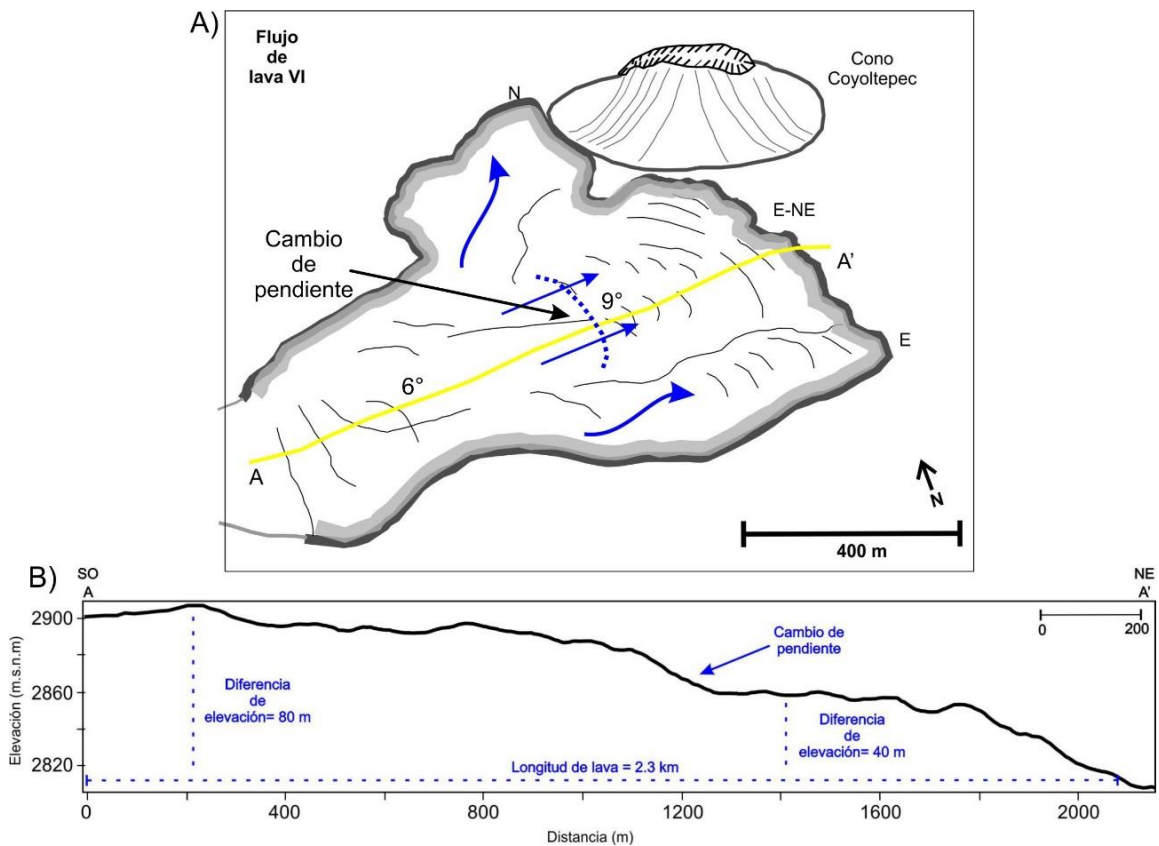 A)
Flujo
de
lava VI
Cono
Coyoltepec
N
E-NE
Cambio
de
pendiente
A'
9°
E
6°
A
N
400 m
B)
SO
A
NE
A'
2900
2860
2820
Elevación (m.s.n.m)
0 200
Cambio de
pendiente
Diferencia
de
elevación= 80 m
Diferencia
de
elevación= 40 m
Longitud de lava = 2.3 km
0 400 800 1200 1600 2000
Distancia (m)